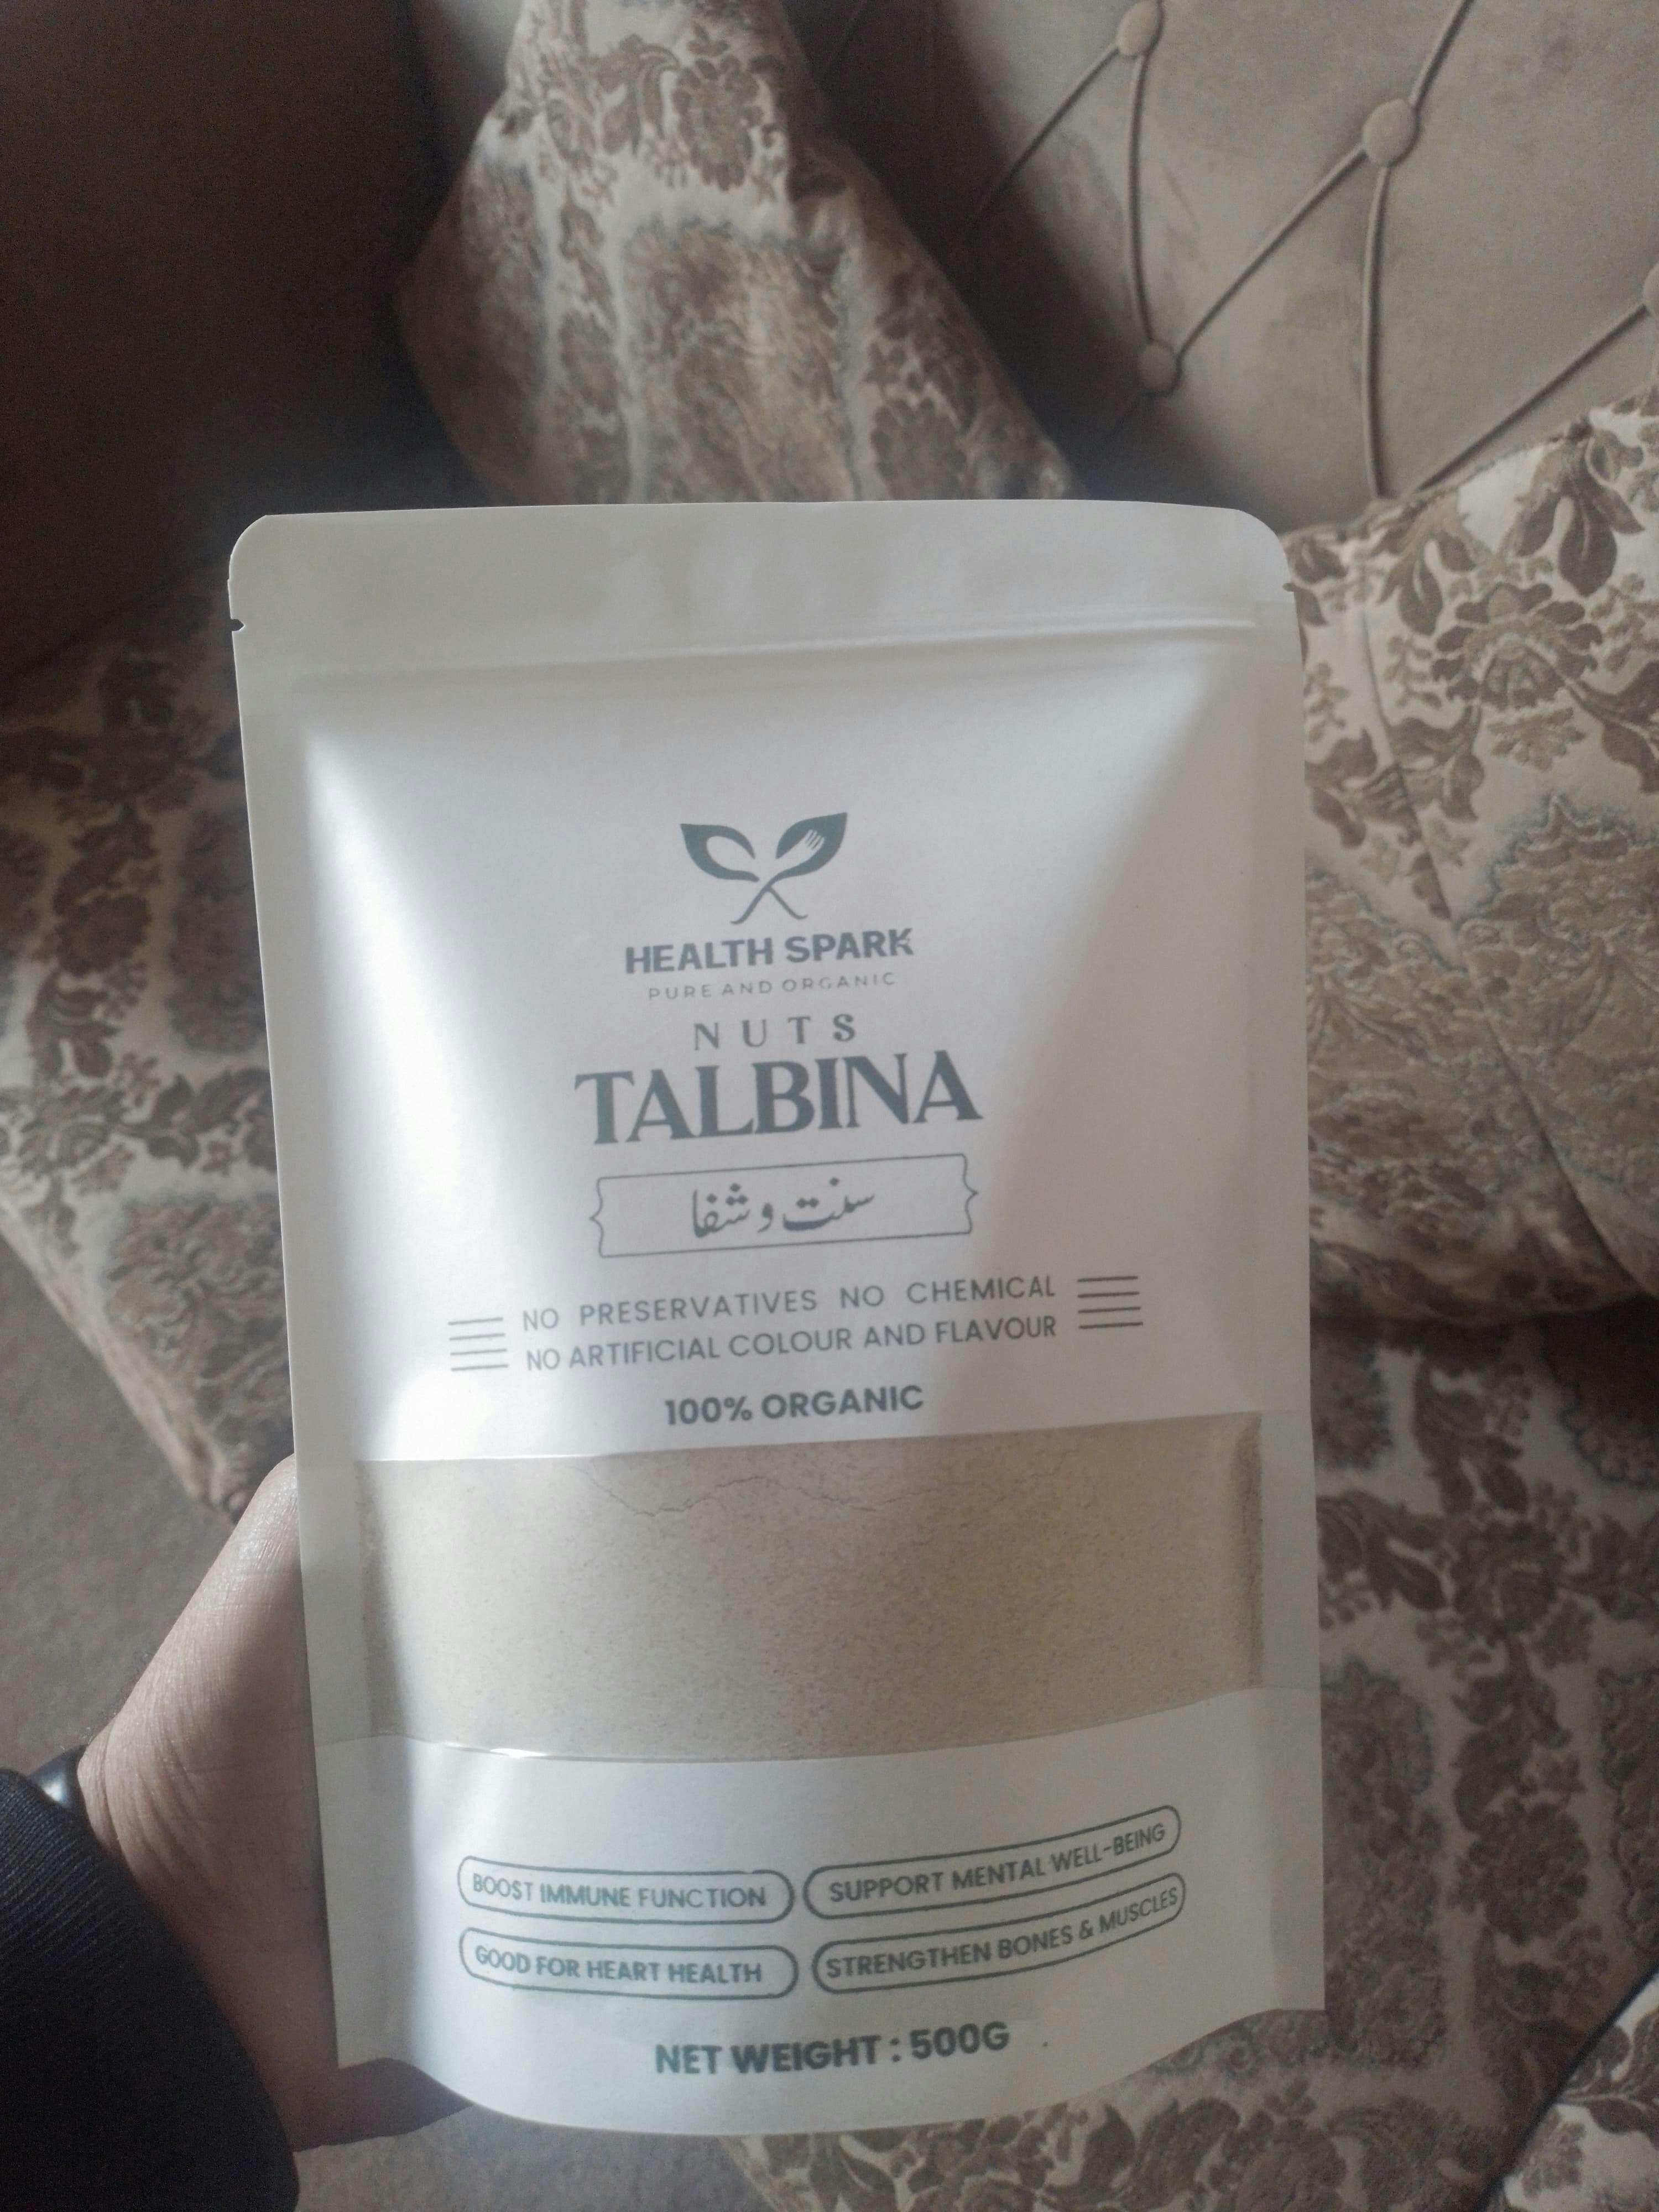 HEALTH SPARK
PURE AND ORGANIC
NUTS
TALBINA
سنت و شفا
NO PRESERVATIVES NO CHEMICAL
NO ARTIFICIAL COLOUR AND FLAVOUR
100% ORGANIC
BOOST IMMUNE FUNCTION
SUPPORT MENTAL WELL-BEING
GOOD FOR HEART HEALTH
STRENGTHEN BONES & MUSCLES
NET WEIGHT : 500G